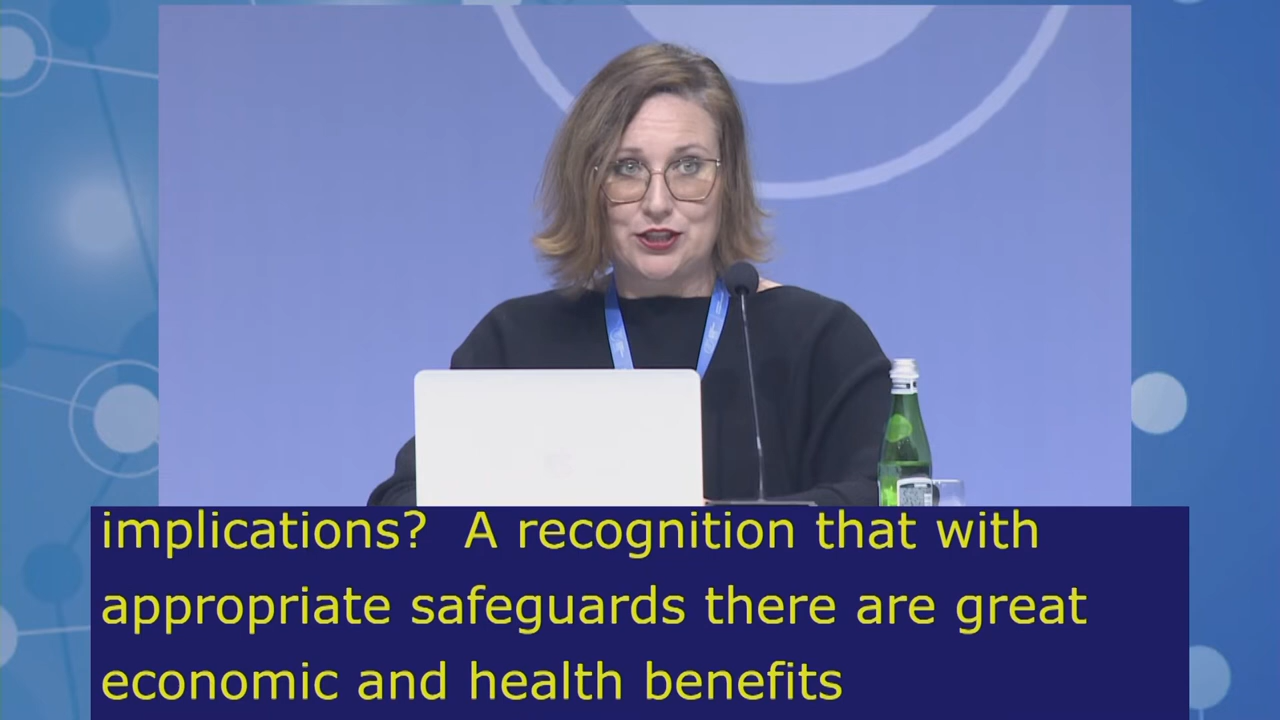 implications?  A recognition that with
appropriate safeguards there are great
economic and health benefits